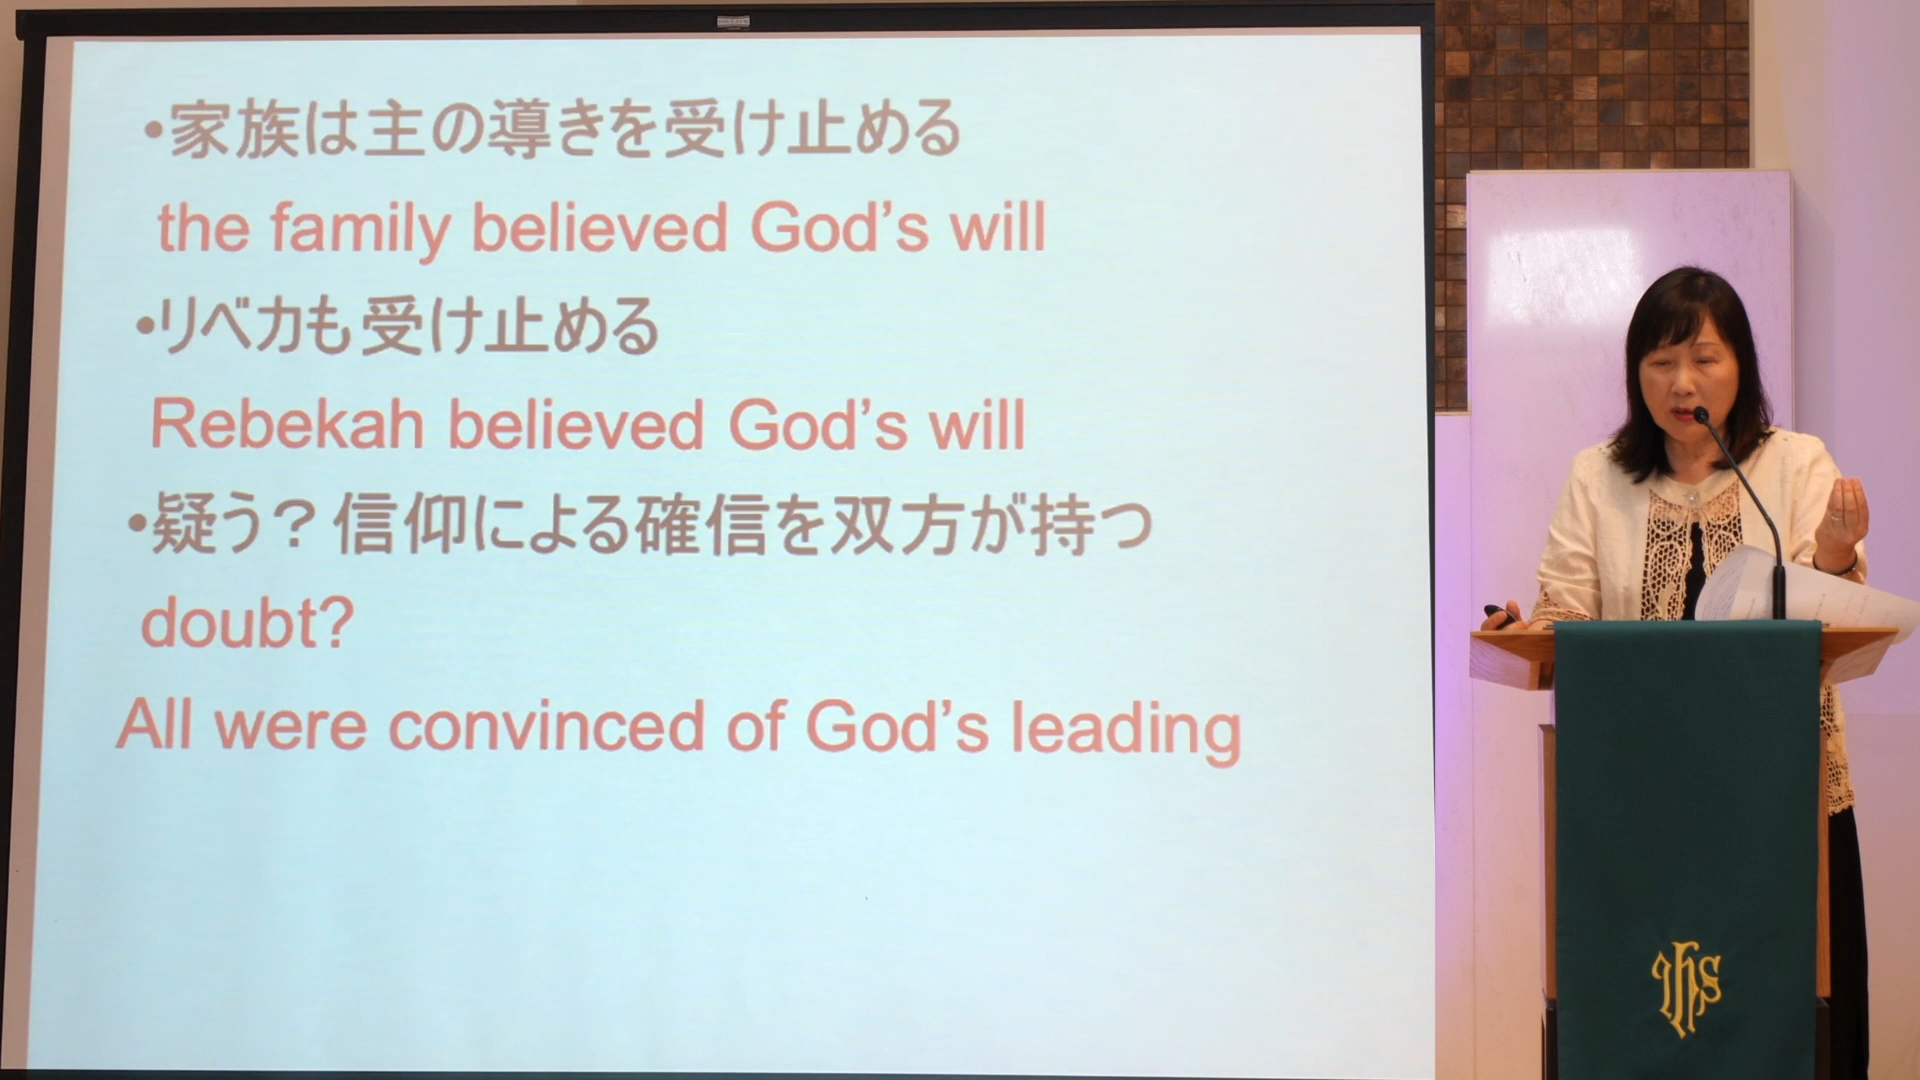 •家族は主の導きを受け止める
the family believed God's will
•リベカも受け止める
Rebekah believed God's will
•疑う？信仰による確信を双方が持つ
doubt?
All were convinced of God's leading
IHS